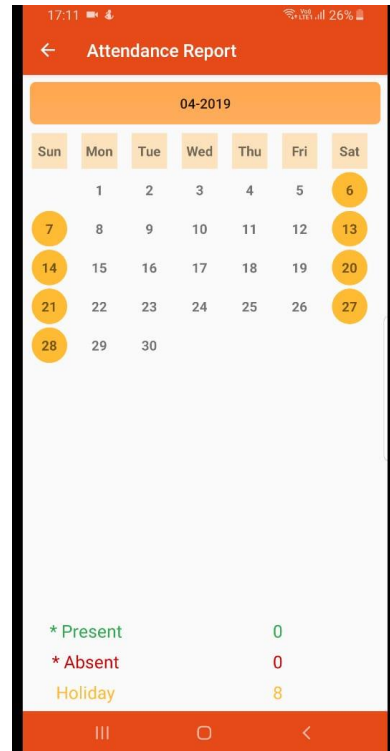 17:11 26%
Attendance Report
04-2019
Sun Mon Tue Wed Thu Fri Sat
1 2 3 4 5 6
7 8 9 10 11 12 13
14 15 16 17 18 19 20
21 22 23 24 25 26 27
28 29 30
* Present 0
* Absent 0
Holiday 8